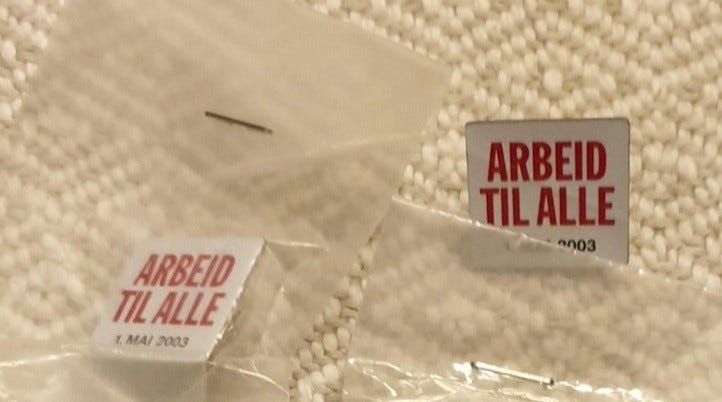 ARBEID
TIL ALLE
1. MAI 2003
ARBEID
TIL ALLE
2003